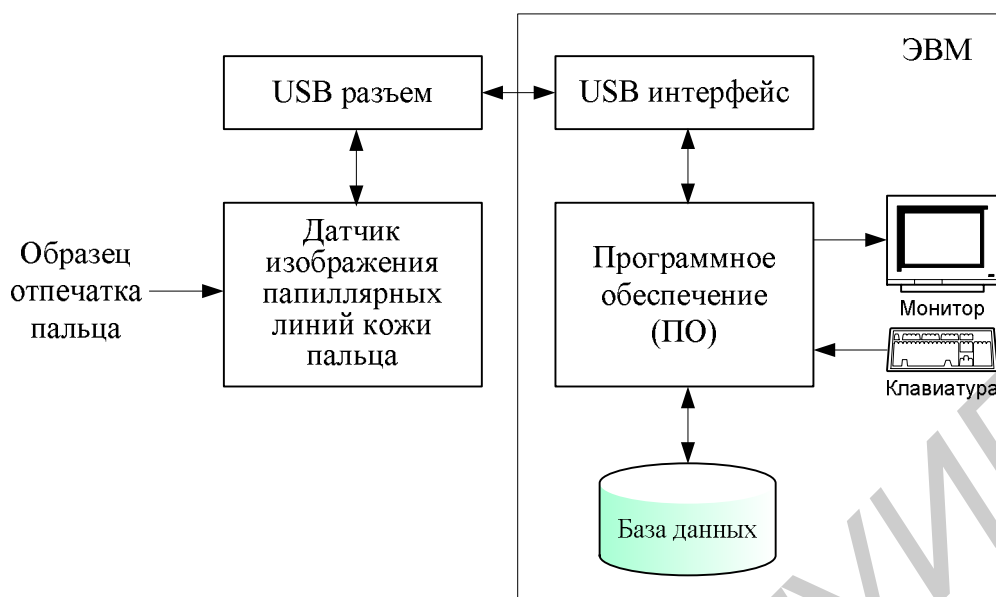 ЭВМ
USB разъем
USB интерфейс
Образец
отпечатка
пальца
Датчик
изображения
папиллярных
линий кожи
пальца
Программное
обеспечение
(ПО)
Монитор
Клавиатура
База данных